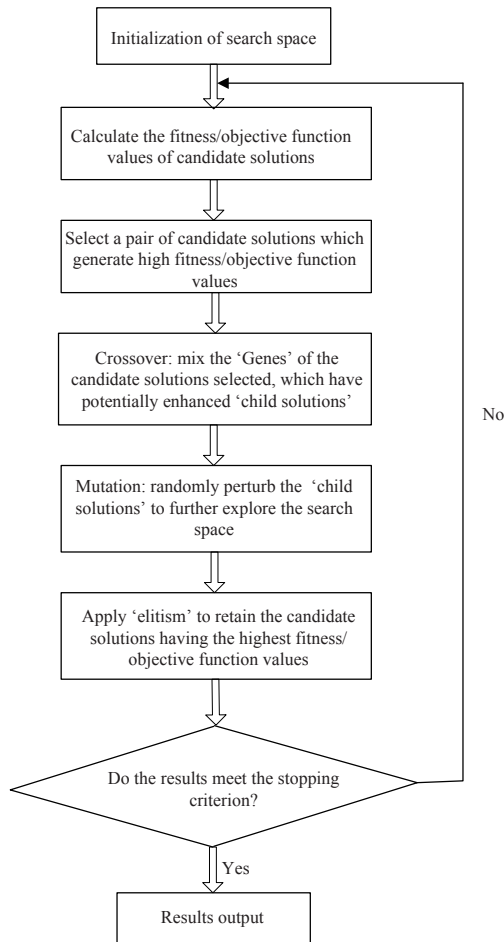 Initialization of search space
Calculate the fitness/objective function
values of candidate solutions
Select a pair of candidate solutions which
generate high fitness/objective function
values
Crossover: mix the ‘Genes’ of the
candidate solutions selected, which have
potentially enhanced ‘child solutions’
No
Mutation: randomly perturb the ‘child
solutions’ to further explore the search
space
Apply ‘elitism’ to retain the candidate
solutions having the highest fitness/
objective function values
Do the results meet the stopping
criterion?
Yes
Results output